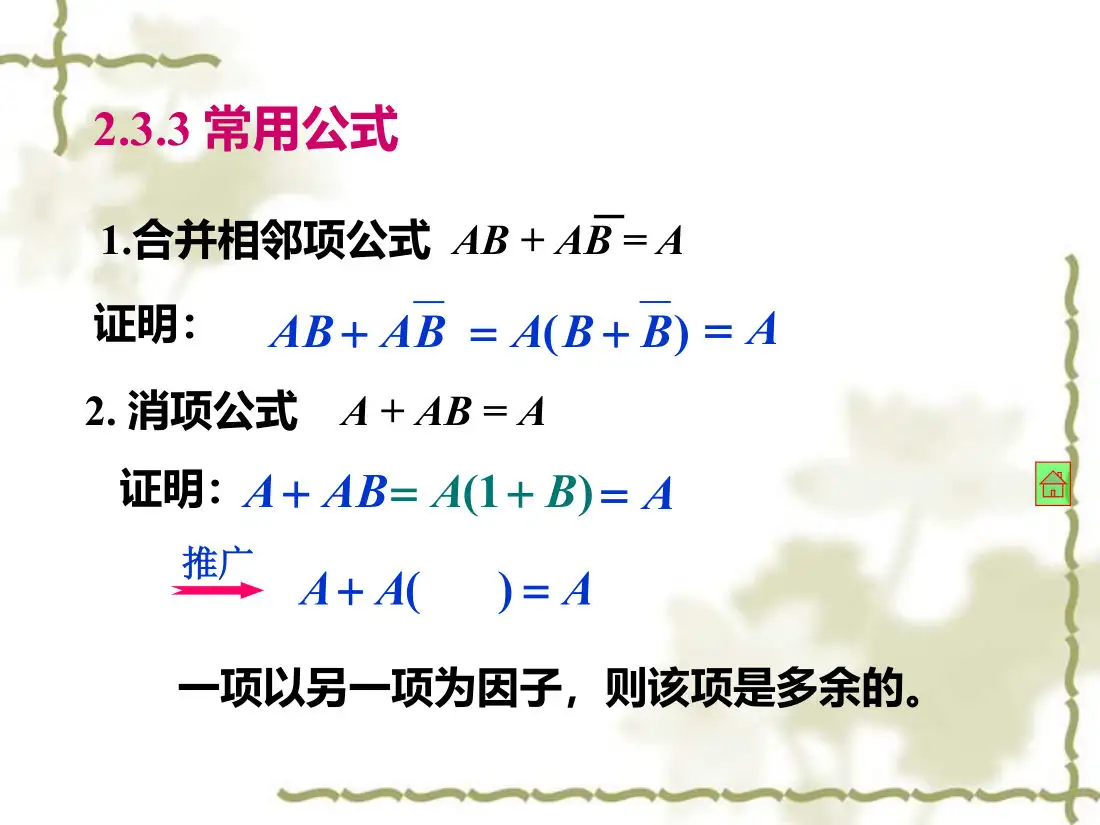 2.3.3 常用公式
1.合并相邻项公式 AB + AB̅ = A
证明： AB + AB̅ = A(B + B̅) = A
2. 消项公式 A + AB = A
证明：A + AB = A(1 + B) = A
推广
A + A( ) = A
一项以另一项为因子，则该项是多余的。